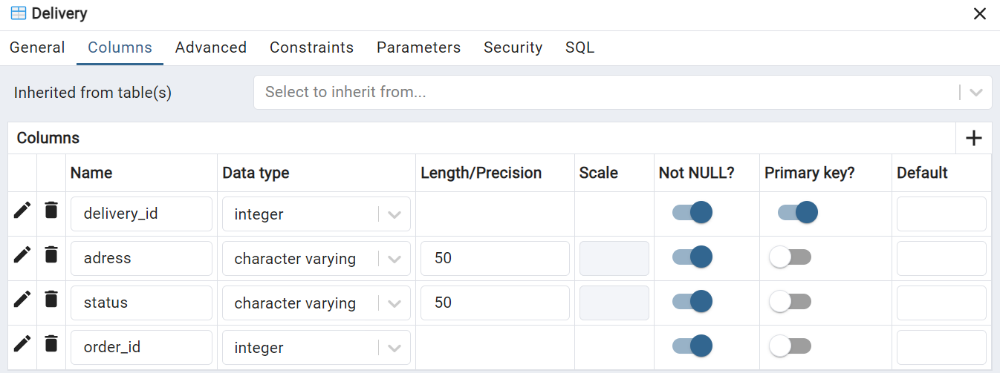 Delivery
General Columns Advanced Constraints Parameters Security SQL
Inherited from table(s) Select to inherit from...
Columns
Name Data type Length/Precision Scale Not NULL? Primary key? Default
delivery_id integer
adress character varying 50
status character varying 50
order_id integer